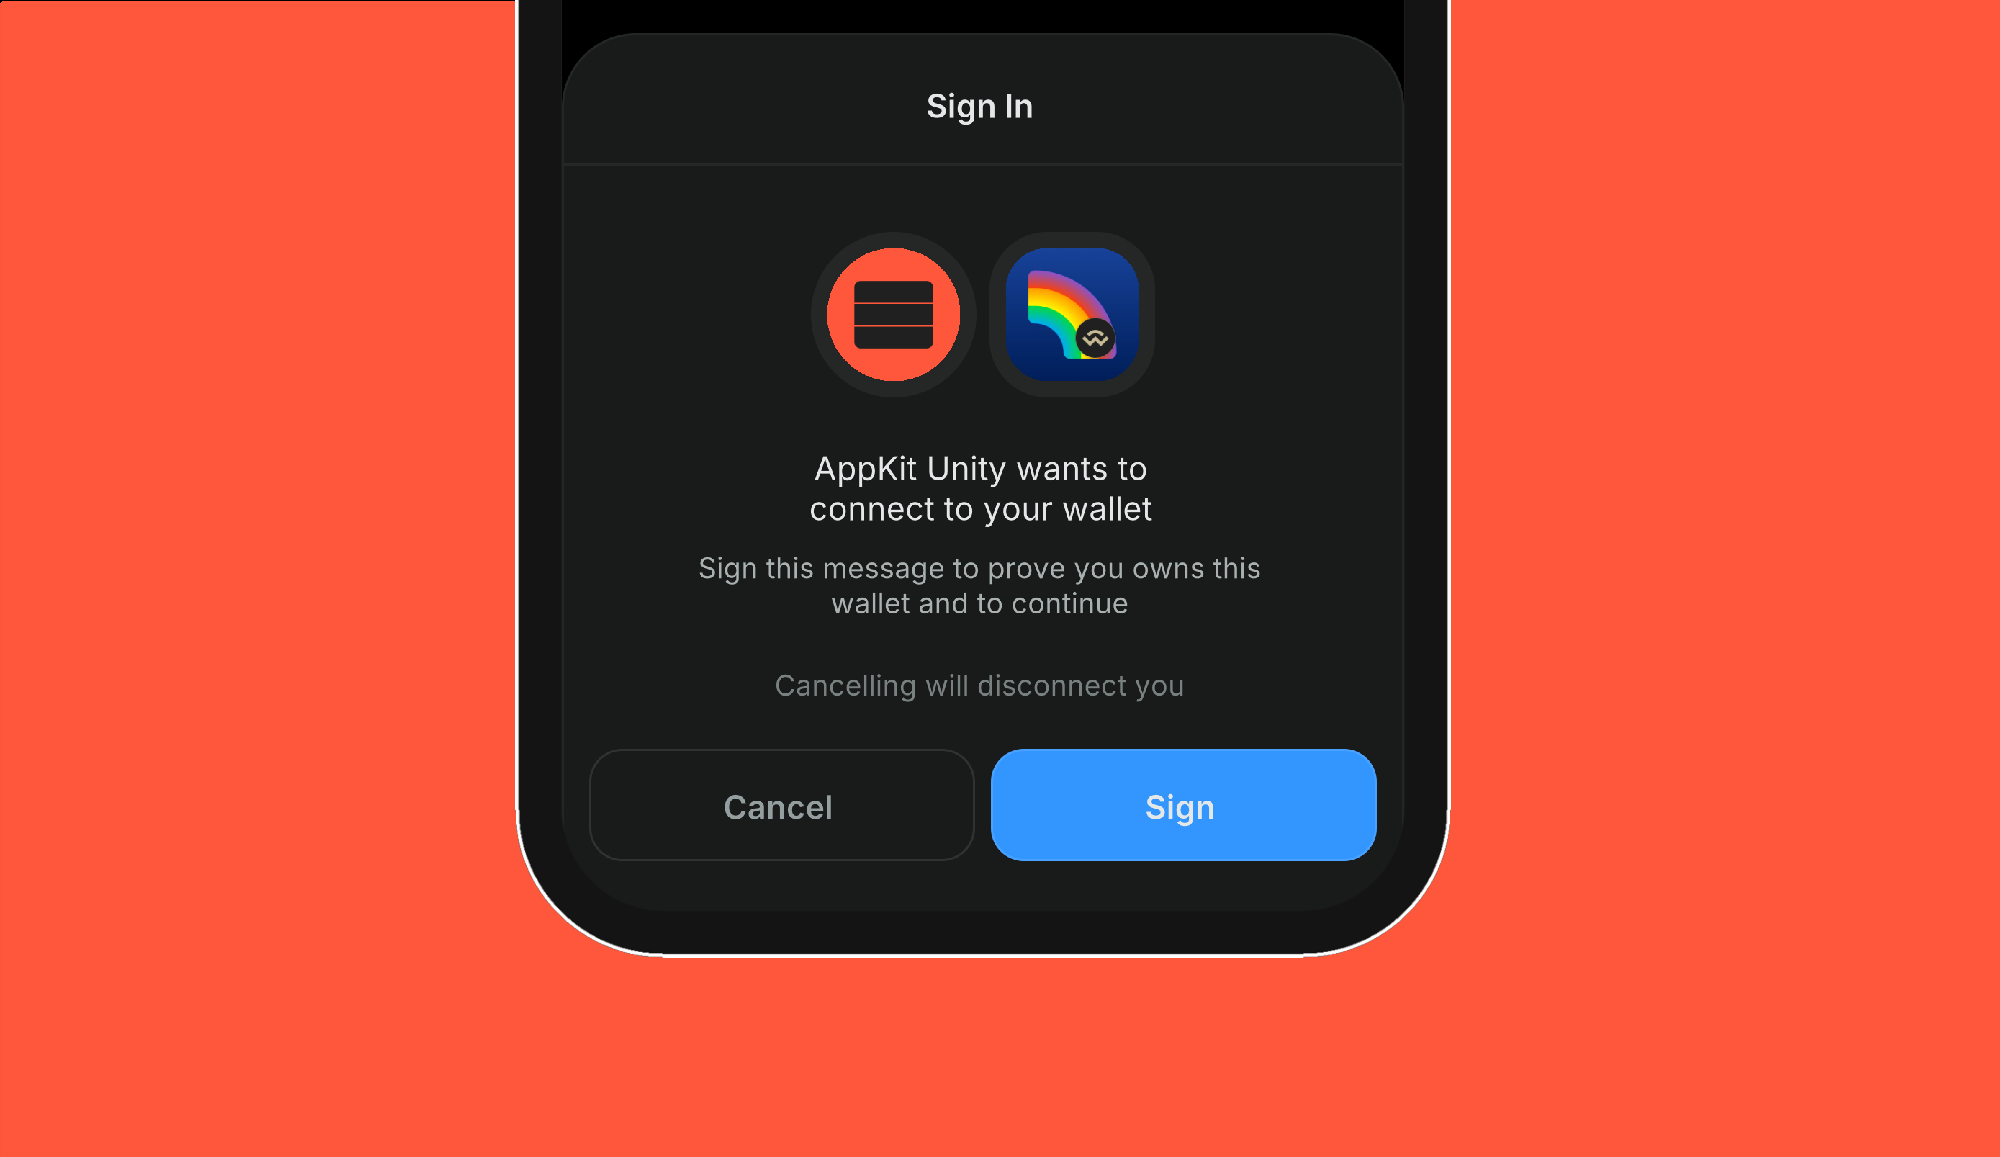 Sign In
AppKit Unity wants to
connect to your wallet
Sign this message to prove you owns this
wallet and to continue
Cancelling will disconnect you
Cancel
Sign